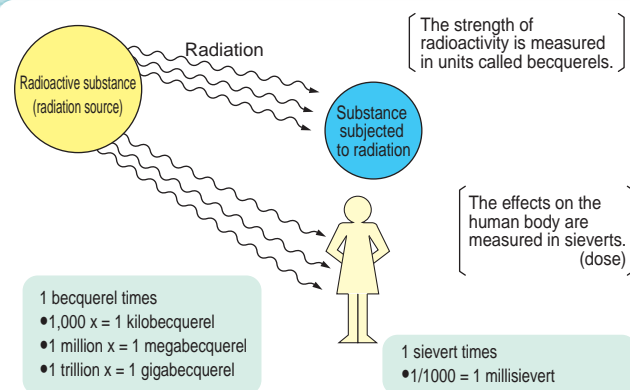 Radiation
Radioactive substance
(radiation source)
The strength of
radioactivity is measured
in units called becquerels.
Substance
subjected
to radiation
The effects on the
human body are
measured in sieverts.
(dose)
1 becquerel times
●1,000 x = 1 kilobecquerel
●1 million x = 1 megabecquerel
●1 trillion x = 1 gigabecquerel
1 sievert times
●1/1000 = 1 millisievert